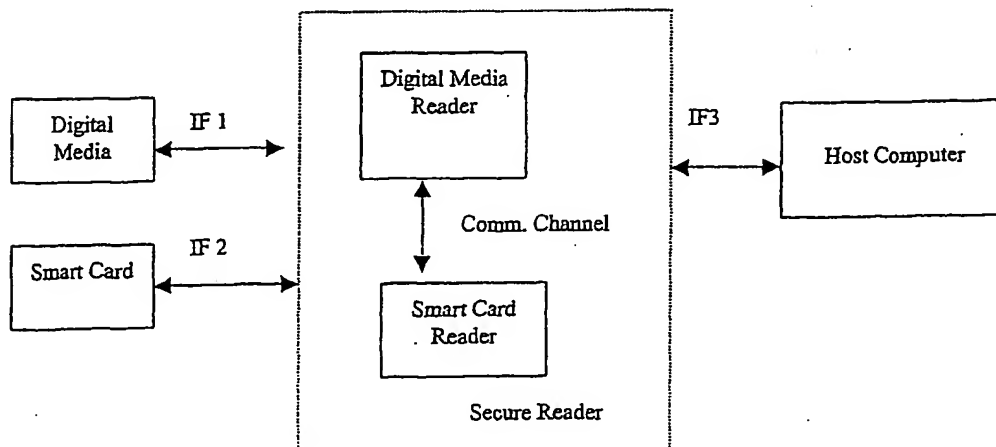 Digital
Media
IF 1
Smart Card
IF 2
Digital Media
Reader
Comm. Channel
Smart Card
Reader
Secure Reader
IF3
Host Computer